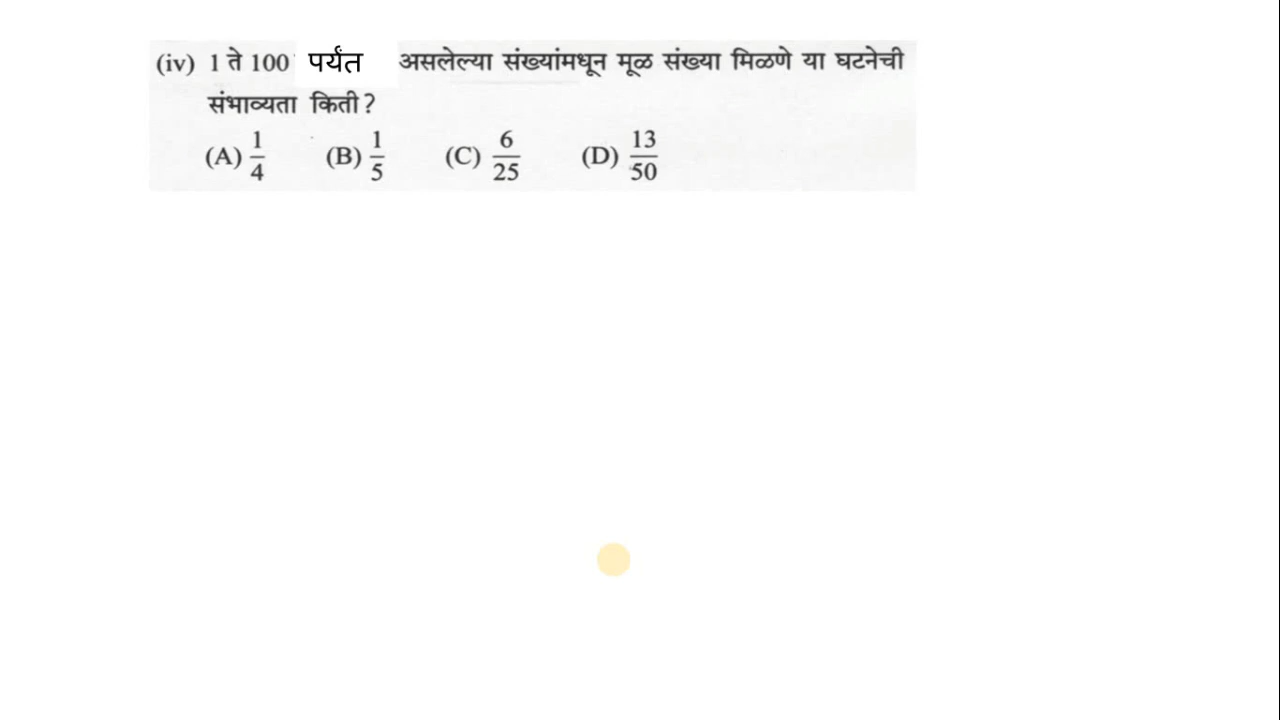 (iv) 1 ते 100 पर्यंत असलेल्या संख्यांमधून मूळ संख्या मिळणे या घटनेची
संभाव्यता किती?
(A) 1/4 (B) 1/5 (C) 6/25 (D) 13/50